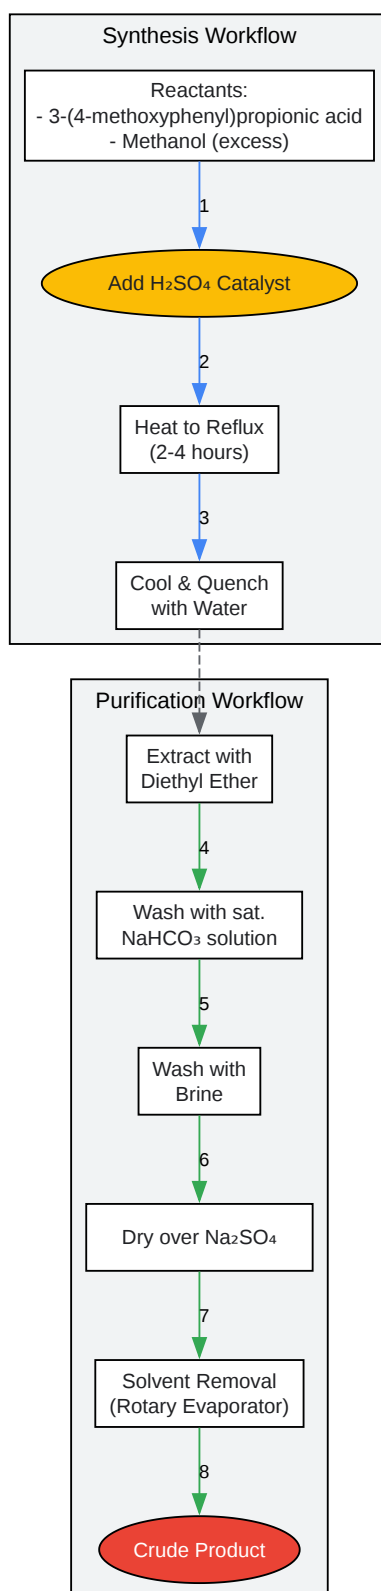 Synthesis Workflow
Reactants:
- 3-(4-methoxyphenyl)propionic acid
- Methanol (excess)
1
Add H₂SO₄ Catalyst
2
Heat to Reflux
(2-4 hours)
3
Cool & Quench
with Water
Purification Workflow
Extract with
Diethyl Ether
4
Wash with sat.
NaHCO₃ solution
5
Wash with
Brine
6
Dry over Na₂SO₄
7
Solvent Removal
(Rotary Evaporator)
8
Crude Product